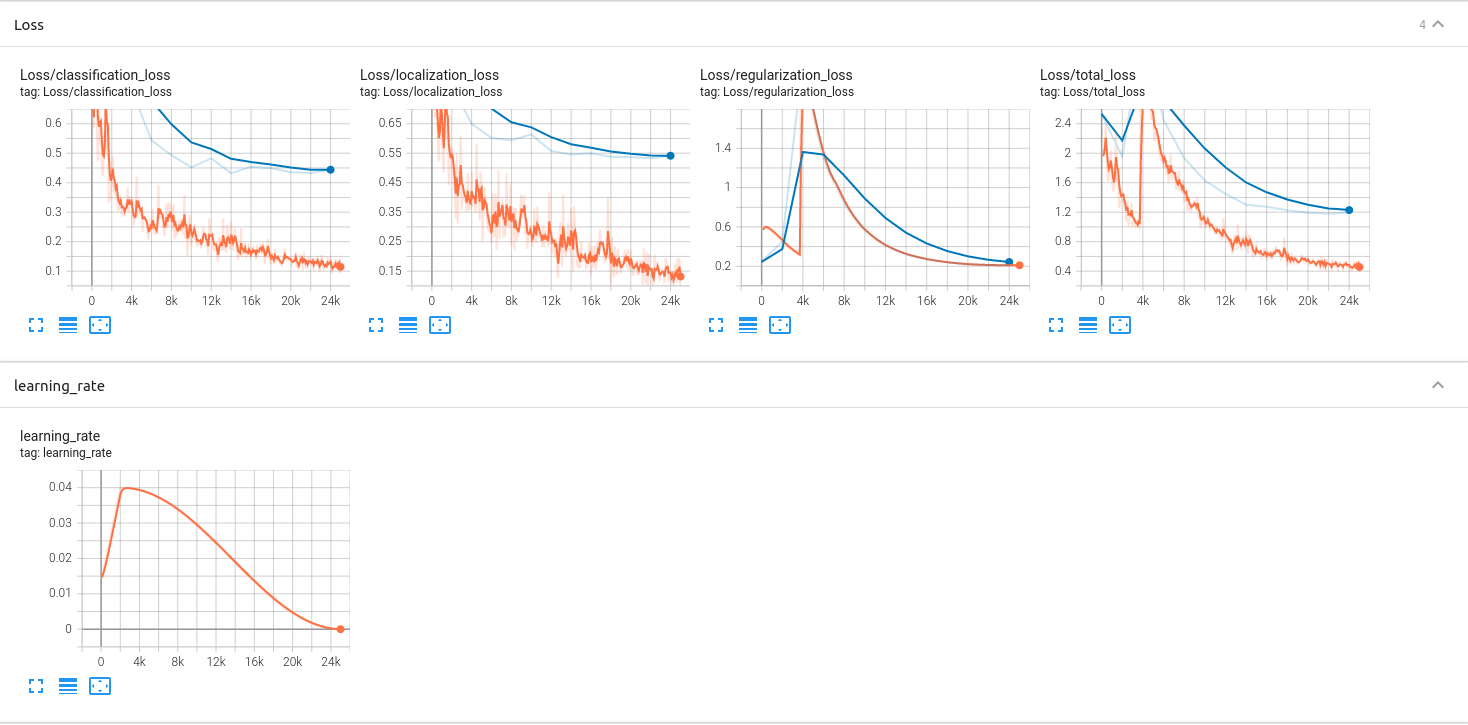 Loss
4
Loss/classification_loss
tag: Loss/classification_loss
0.6
0.5
0.4
0.3
0.2
0.1
0 4k 8k 12k 16k 20k 24k
Loss/localization_loss
tag: Loss/localization_loss
0.65
0.55
0.45
0.35
0.25
0.15
0 4k 8k 12k 16k 20k 24k
Loss/regularization_loss
tag: Loss/regularization_loss
1.4
1
0.6
0.2
0 4k 8k 12k 16k 20k 24k
Loss/total_loss
tag: Loss/total_loss
2.4
2
1.6
1.2
0.8
0.4
0 4k 8k 12k 16k 20k 24k
learning_rate
learning_rate
tag: learning_rate
0.04
0.03
0.02
0.01
0
0 4k 8k 12k 16k 20k 24k